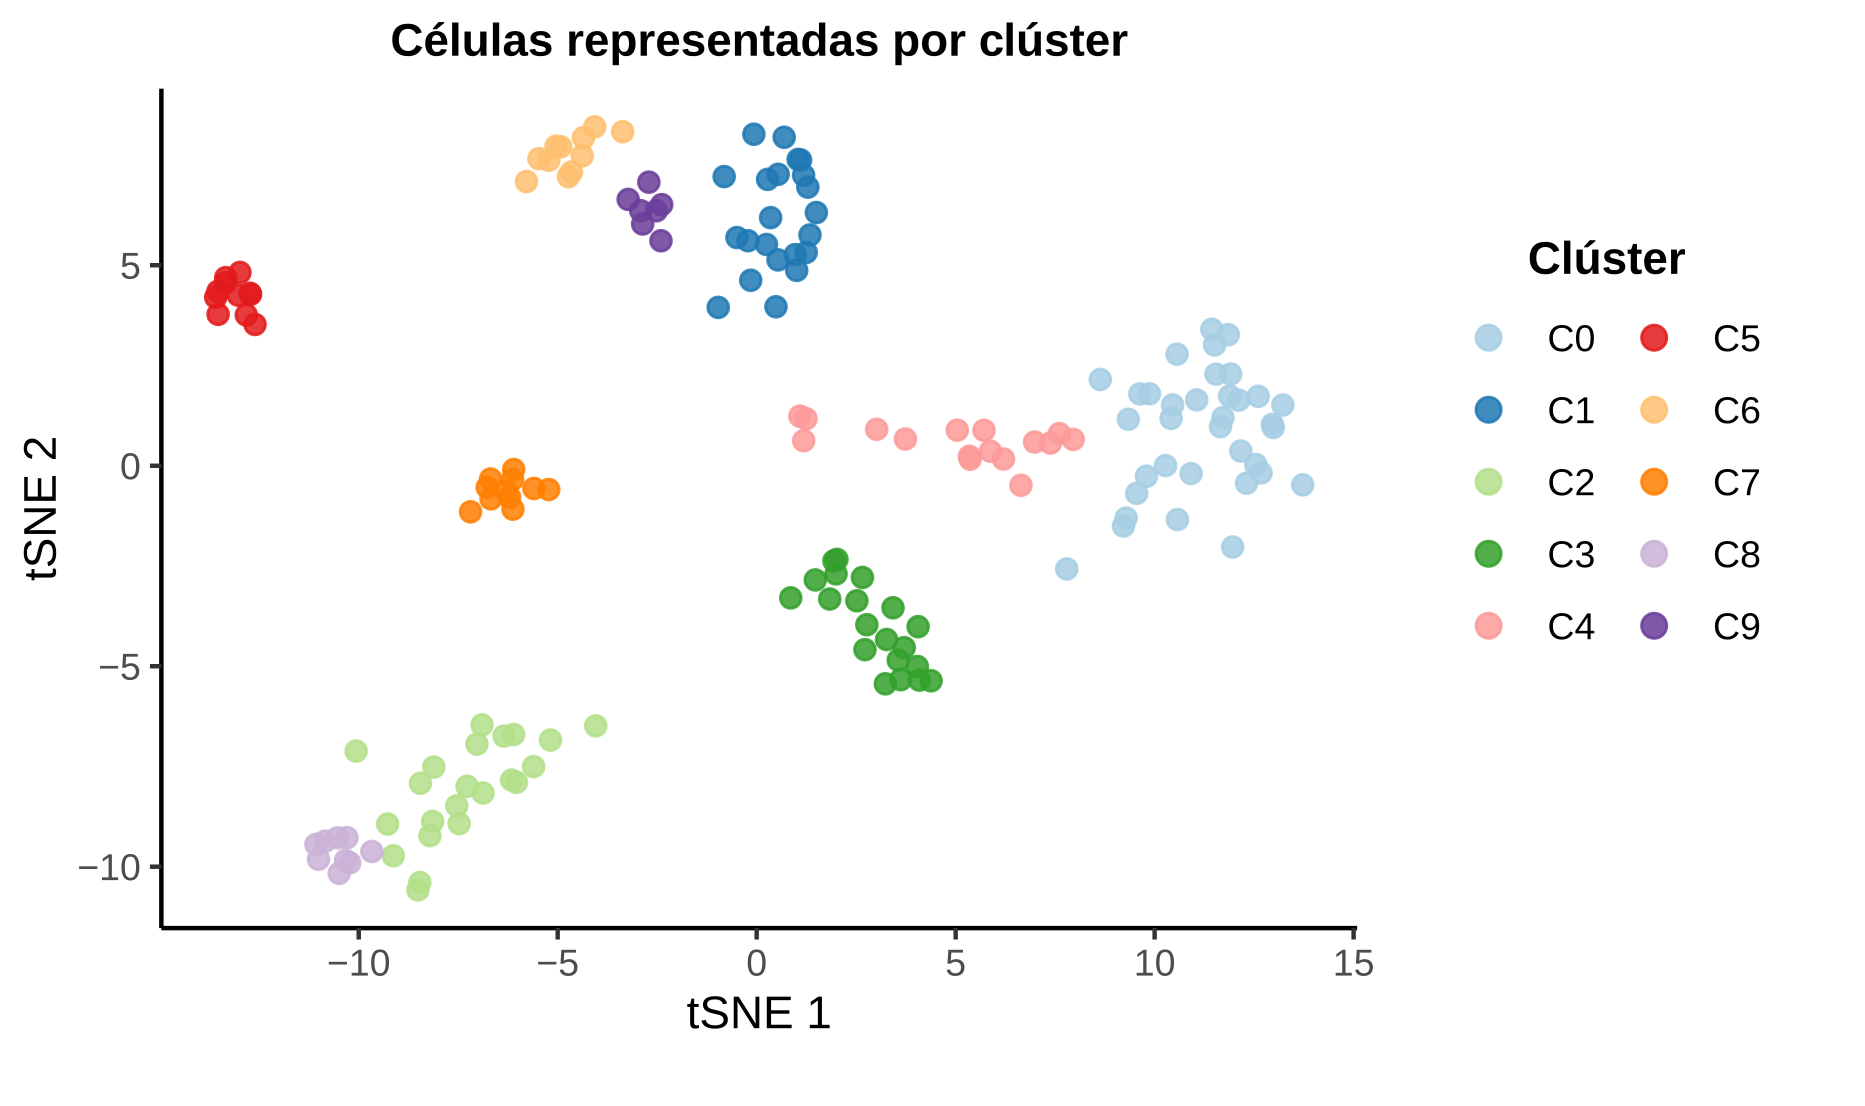 Células representadas por clúster
tSNE 2
5
0
−5
−10
−10
−5
0
5
10
15
tSNE 1
Clúster
C0
C5
C1
C6
C2
C7
C3
C8
C4
C9